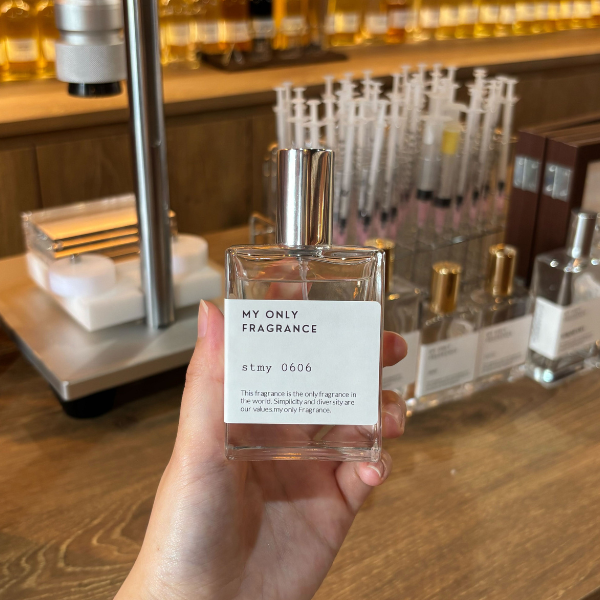 MY ONLY
FRAGRANCE
stmy 0606
This fragrance is the only fragrance in
the world. Simplicity and diversity are
our values.my only Fragrance.